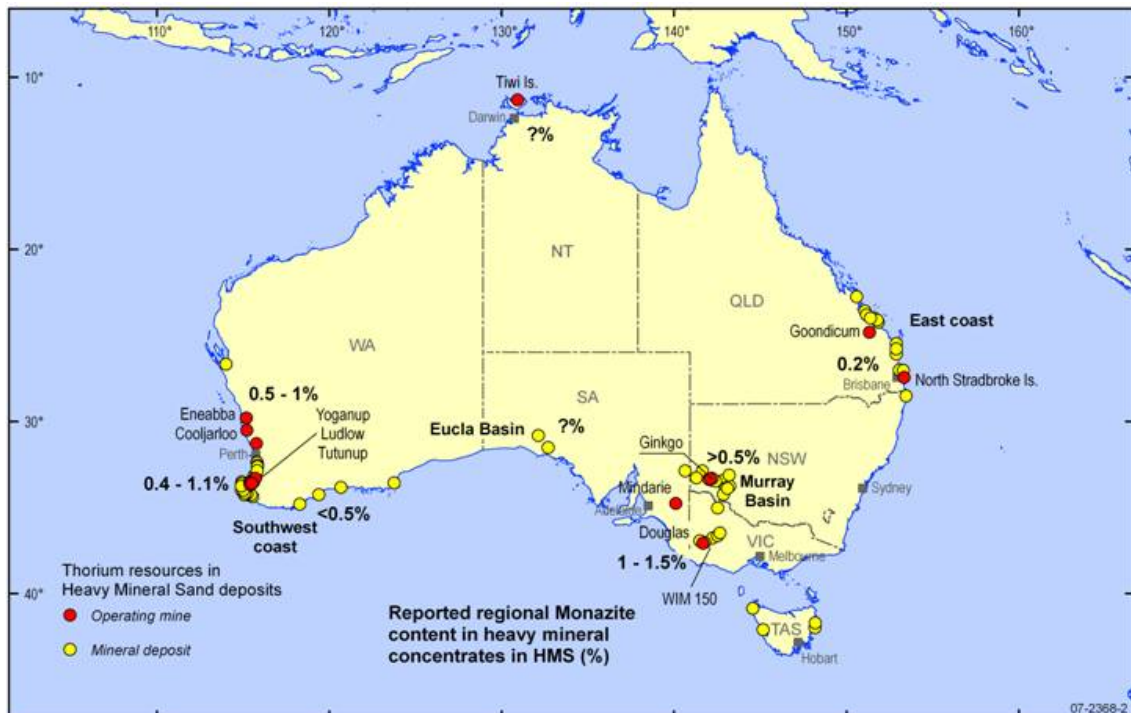 110°
120°
130°
140°
150°
160°
10°
20°
30°
40°
Tiwi Is.
Darwin
?%
NT
QLD
WA
SA
NSW
VIC
TAS
Goondicum
East coast
0.2%
Brisbane
North Stradbroke Is.
0.5 - 1%
Eneabba
Cooljarloo
Perth
Yoganup
Ludlow
Tutunup
0.4 - 1.1%
Southwest
coast
<0.5%
Eucla Basin
?%
Ginkgo
>0.5%
Murray
Basin
Mindarie
Adelaide
Sydney
Douglas
1 - 1.5%
Melbourne
WIM 150
Hobart
Thorium resources in
Heavy Mineral Sand deposits
Operating mine
Mineral deposit
Reported regional Monazite
content in heavy mineral
concentrates in HMS (%)
07-2368-2